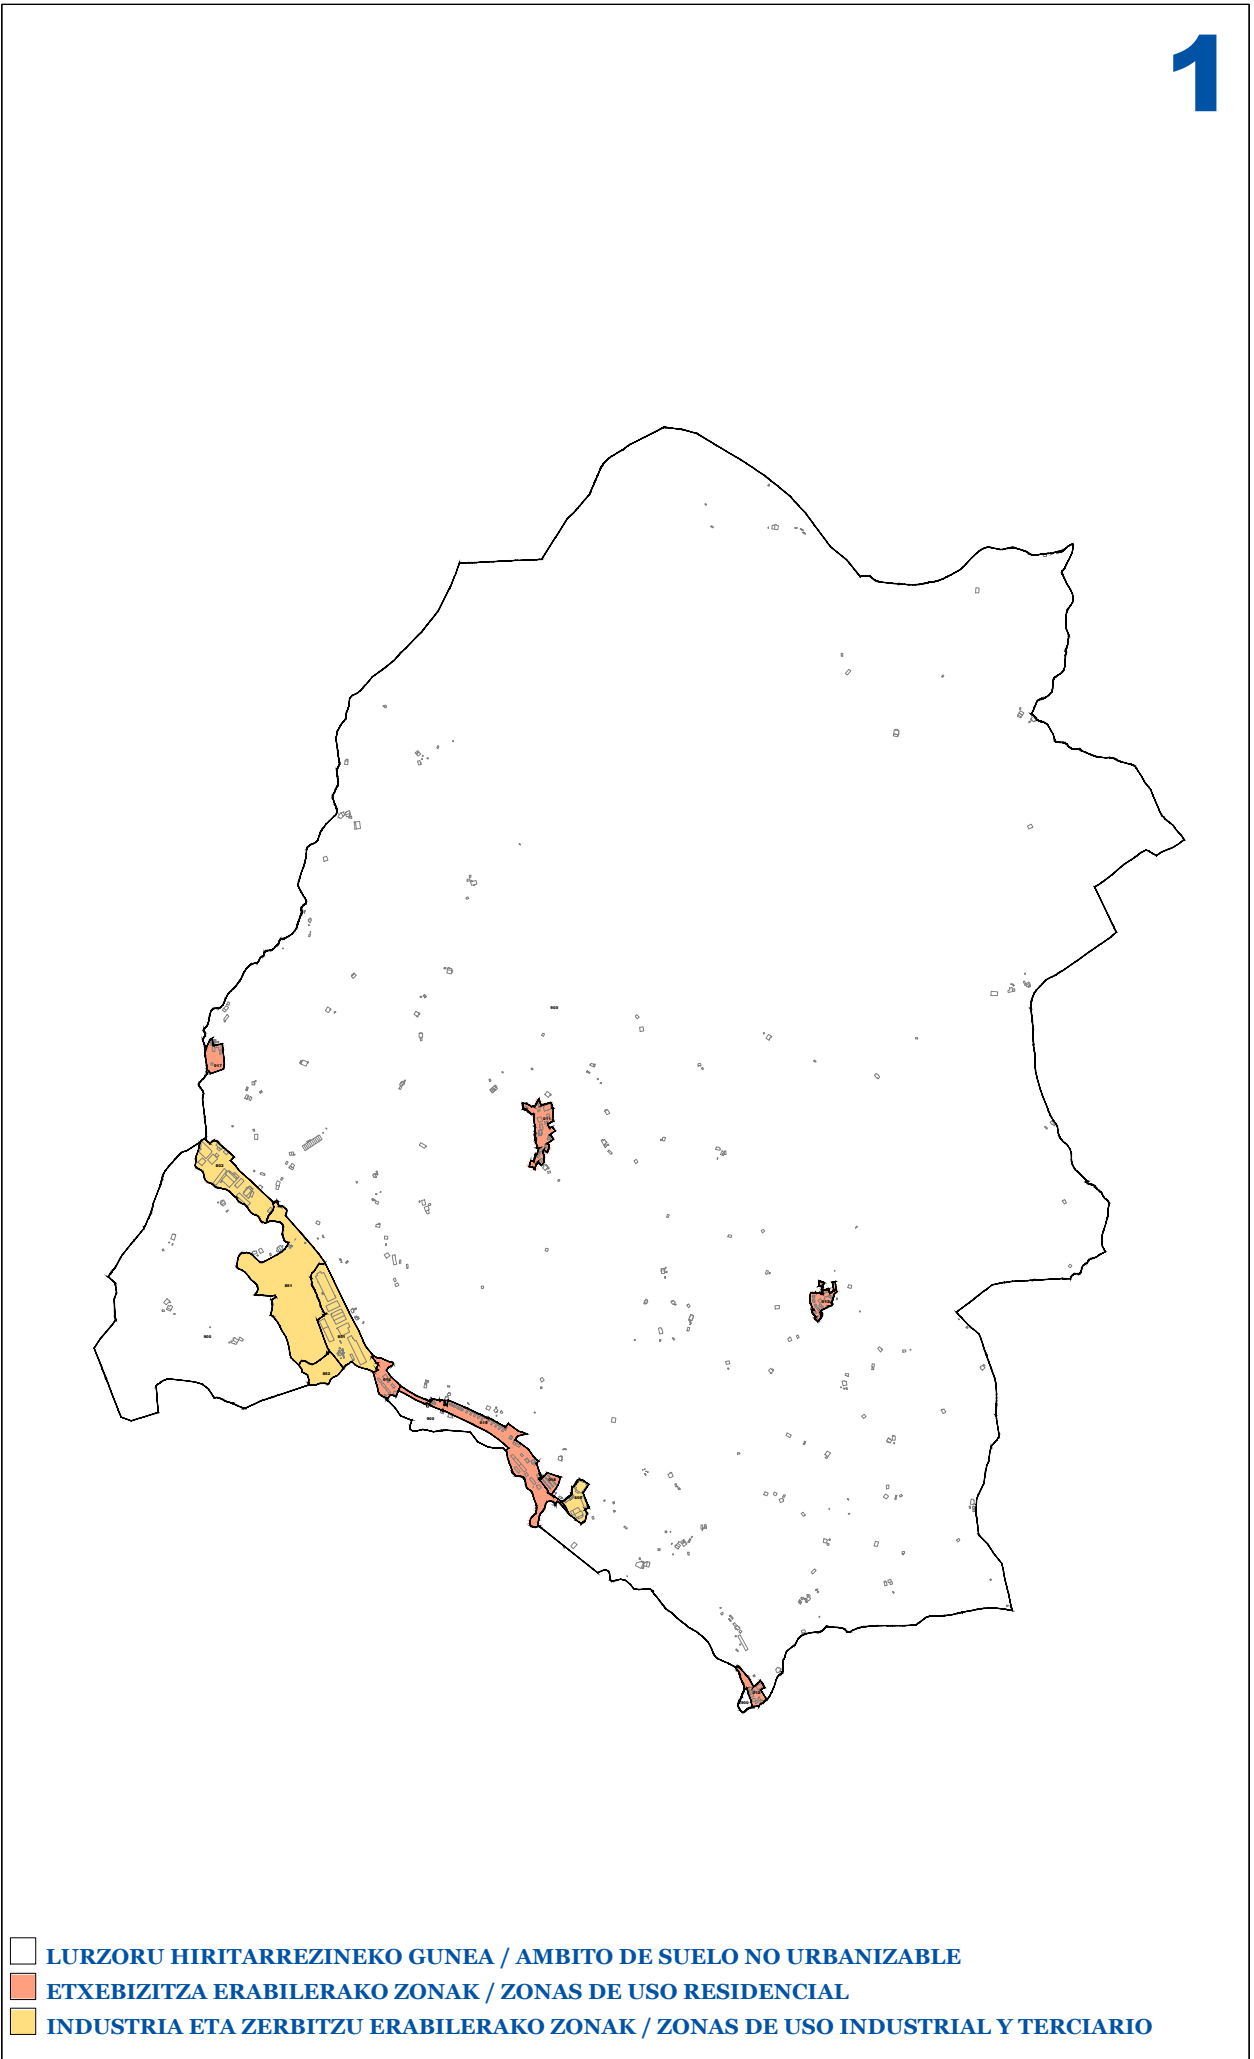 1
LURZORU HIRITARREZINEKO GUNEA / AMBITO DE SUELO NO URBANIZABLE
ETXEBIZITZA ERABILERAKO ZONAK / ZONAS DE USO RESIDENCIAL
INDUSTRIA ETA ZERBITZU ERABILERAKO ZONAK / ZONAS DE USO INDUSTRIAL Y TERCIARIO